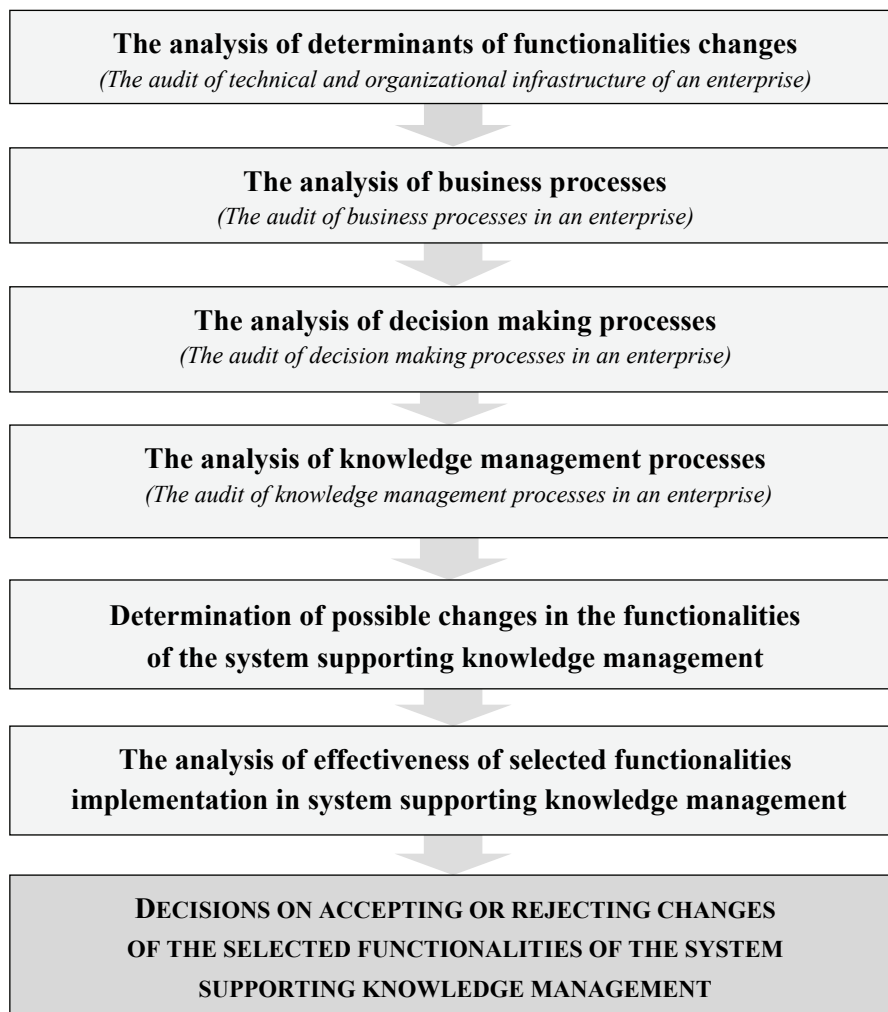 The analysis of determinants of functionalities changes
(The audit of technical and organizational infrastructure of an enterprise)
The analysis of business processes
(The audit of business processes in an enterprise)
The analysis of decision making processes
(The audit of decision making processes in an enterprise)
The analysis of knowledge management processes
(The audit of knowledge management processes in an enterprise)
Determination of possible changes in the functionalities
of the system supporting knowledge management
The analysis of effectiveness of selected functionalities
implementation in system supporting knowledge management
DECISIONS ON ACCEPTING OR REJECTING CHANGES
OF THE SELECTED FUNCTIONALITIES OF THE SYSTEM
SUPPORTING KNOWLEDGE MANAGEMENT